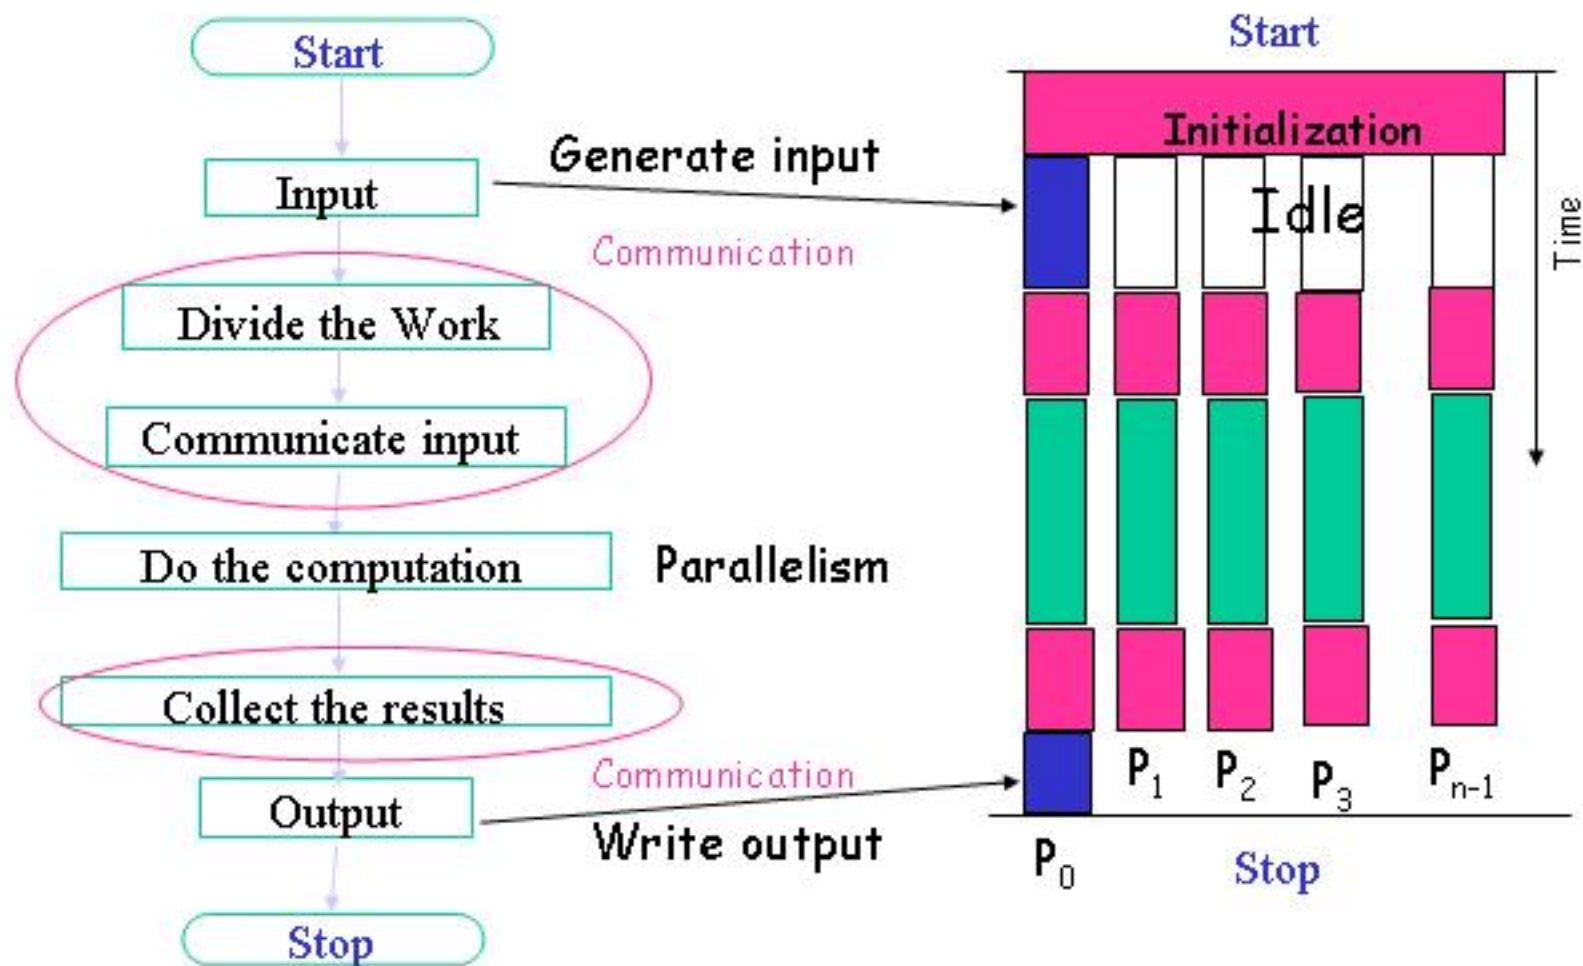 Start
Input
Generate input
Communication
Divide the Work
Communicate input
Do the computation
Parallelism
Collect the results
Communication
Output
Write output
Stop
Start
Initialization
Idle
Time
P0
P1
P2
P3
Pn-1
Stop